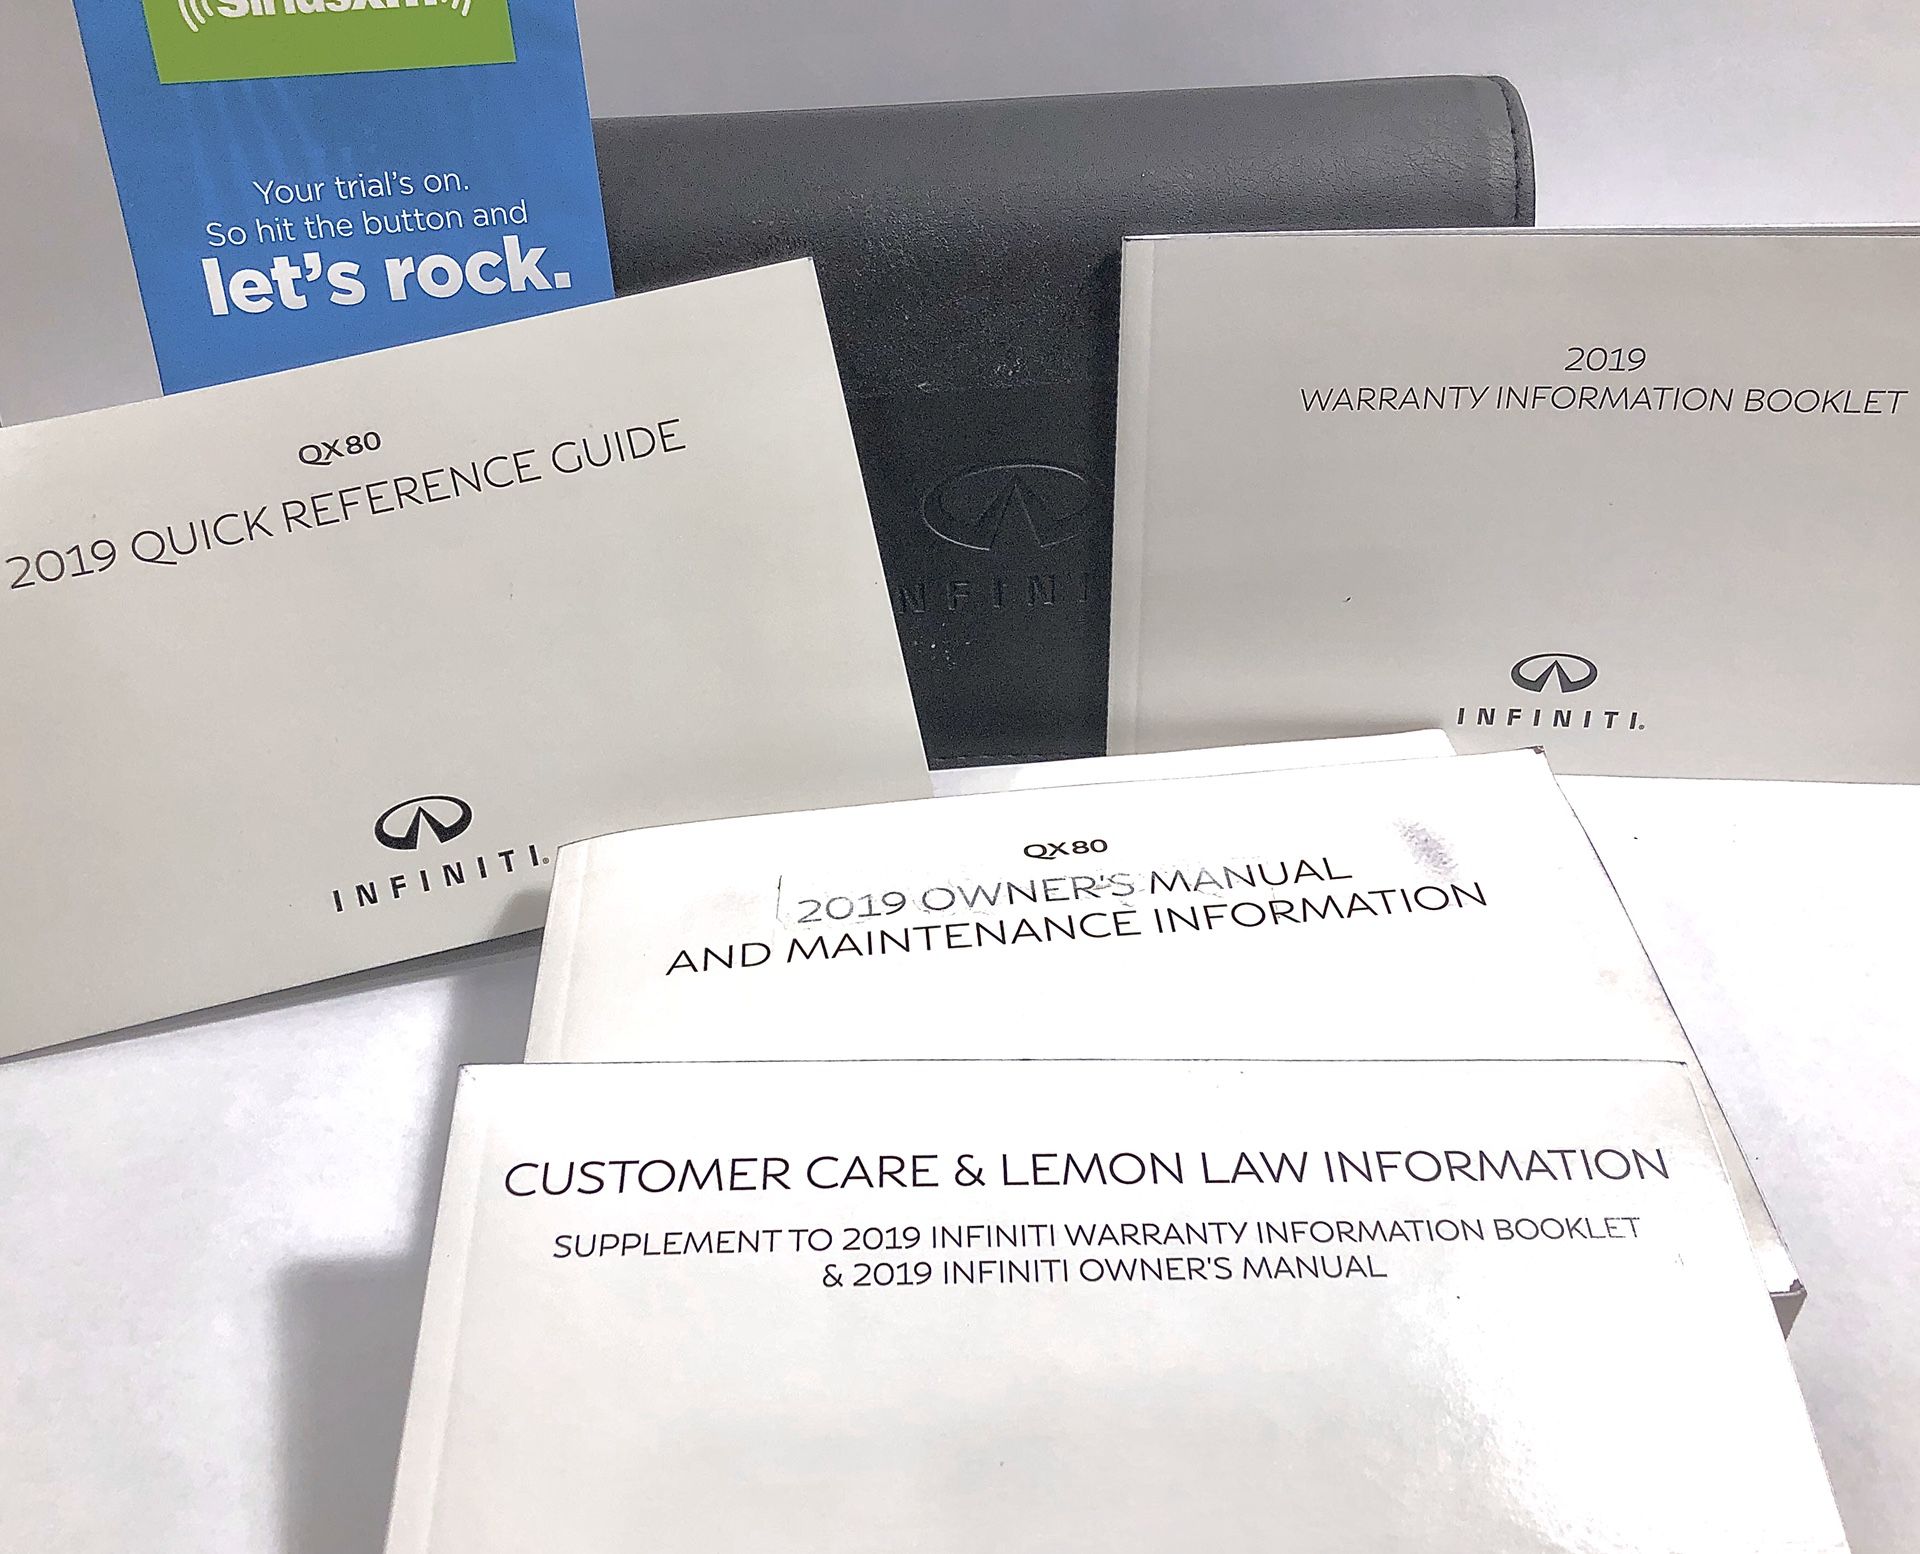 SiriusXM
Your trial's on.
So hit the button and
let's rock.
QX80
2019 QUICK REFERENCE GUIDE
INFINITI
INFINITI
2019
WARRANTY INFORMATION BOOKLET
INFINITI
QX80
2019 OWNER'S MANUAL
AND MAINTENANCE INFORMATION
CUSTOMER CARE & LEMON LAW INFORMATION
SUPPLEMENT TO 2019 INFINITI WARRANTY INFORMATION BOOKLET
& 2019 INFINITI OWNER'S MANUAL